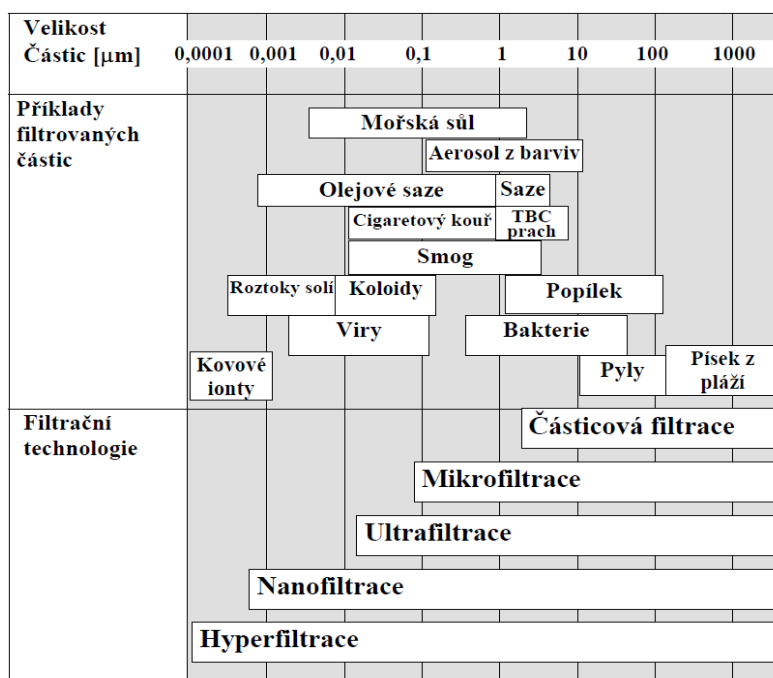 Velikost
Částic [µm] 0,0001 0,001 0,01 0,1 1 10 100 1000
Příklady
filtrovaných
částic
Mořská sůl
Aerosol z barviv
Olejové saze
Saze
Cigaretový kouř
TBC
prach
Smog
Roztoky solí
Koloidy
Popílek
Viry
Bakterie
Kovové
ionty
Pyly
Písek z
pláží
Filtrační
technologie
Částicová filtrace
Mikrofiltrace
Ultrafiltrace
Nanofiltrace
Hyperfiltrace